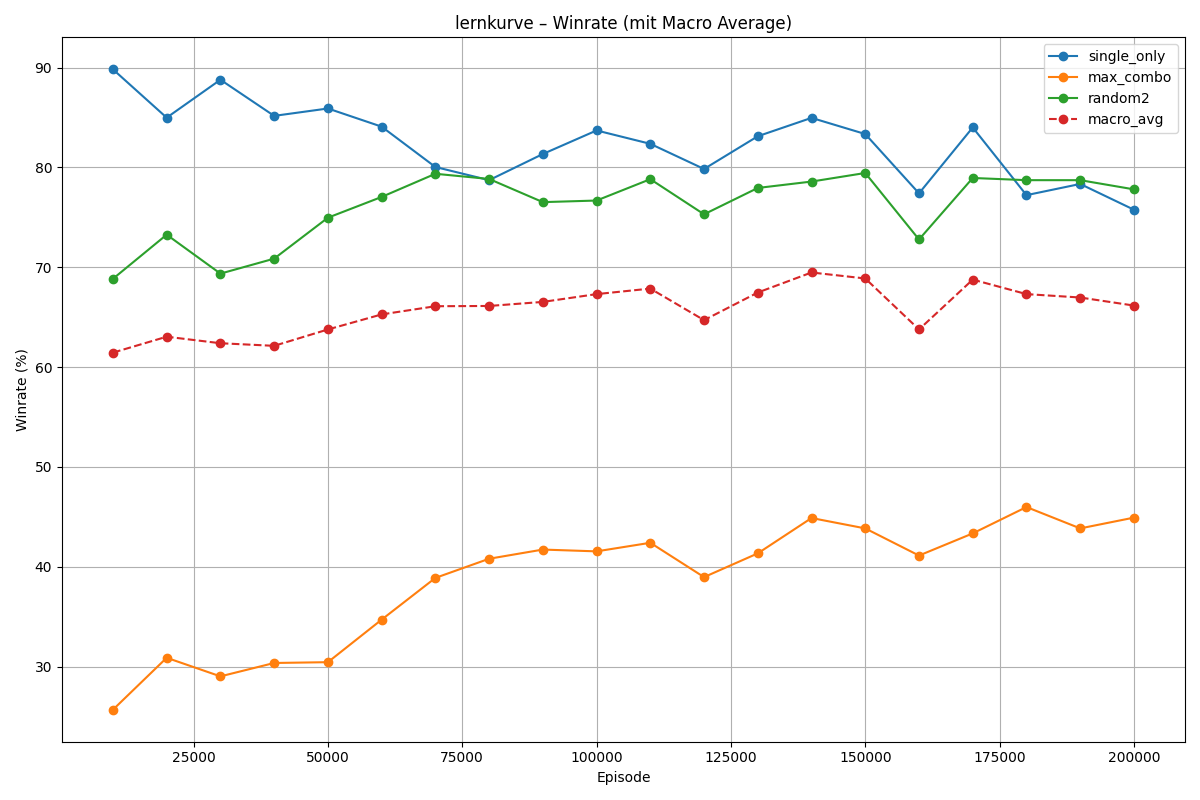 lernkurve – Winrate (mit Macro Average)
single_only
max_combo
random2
macro_avg
Winrate (%)
90
80
70
60
50
40
30
25000 50000 75000 100000 125000 150000 175000 200000
Episode